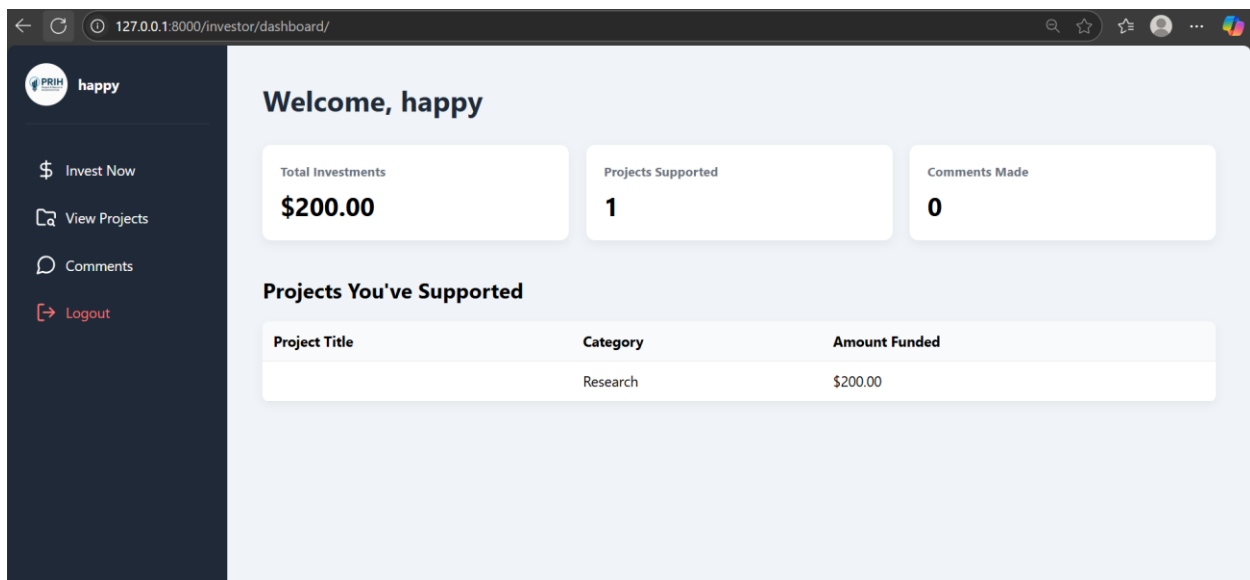 127.0.0.1:8000/investor/dashboard/
PRIH
happy
Invest Now
View Projects
Comments
Logout
Welcome, happy
Total Investments
$200.00
Projects Supported
1
Comments Made
0
Projects You've Supported
Project Title Category Amount Funded
Research $200.00